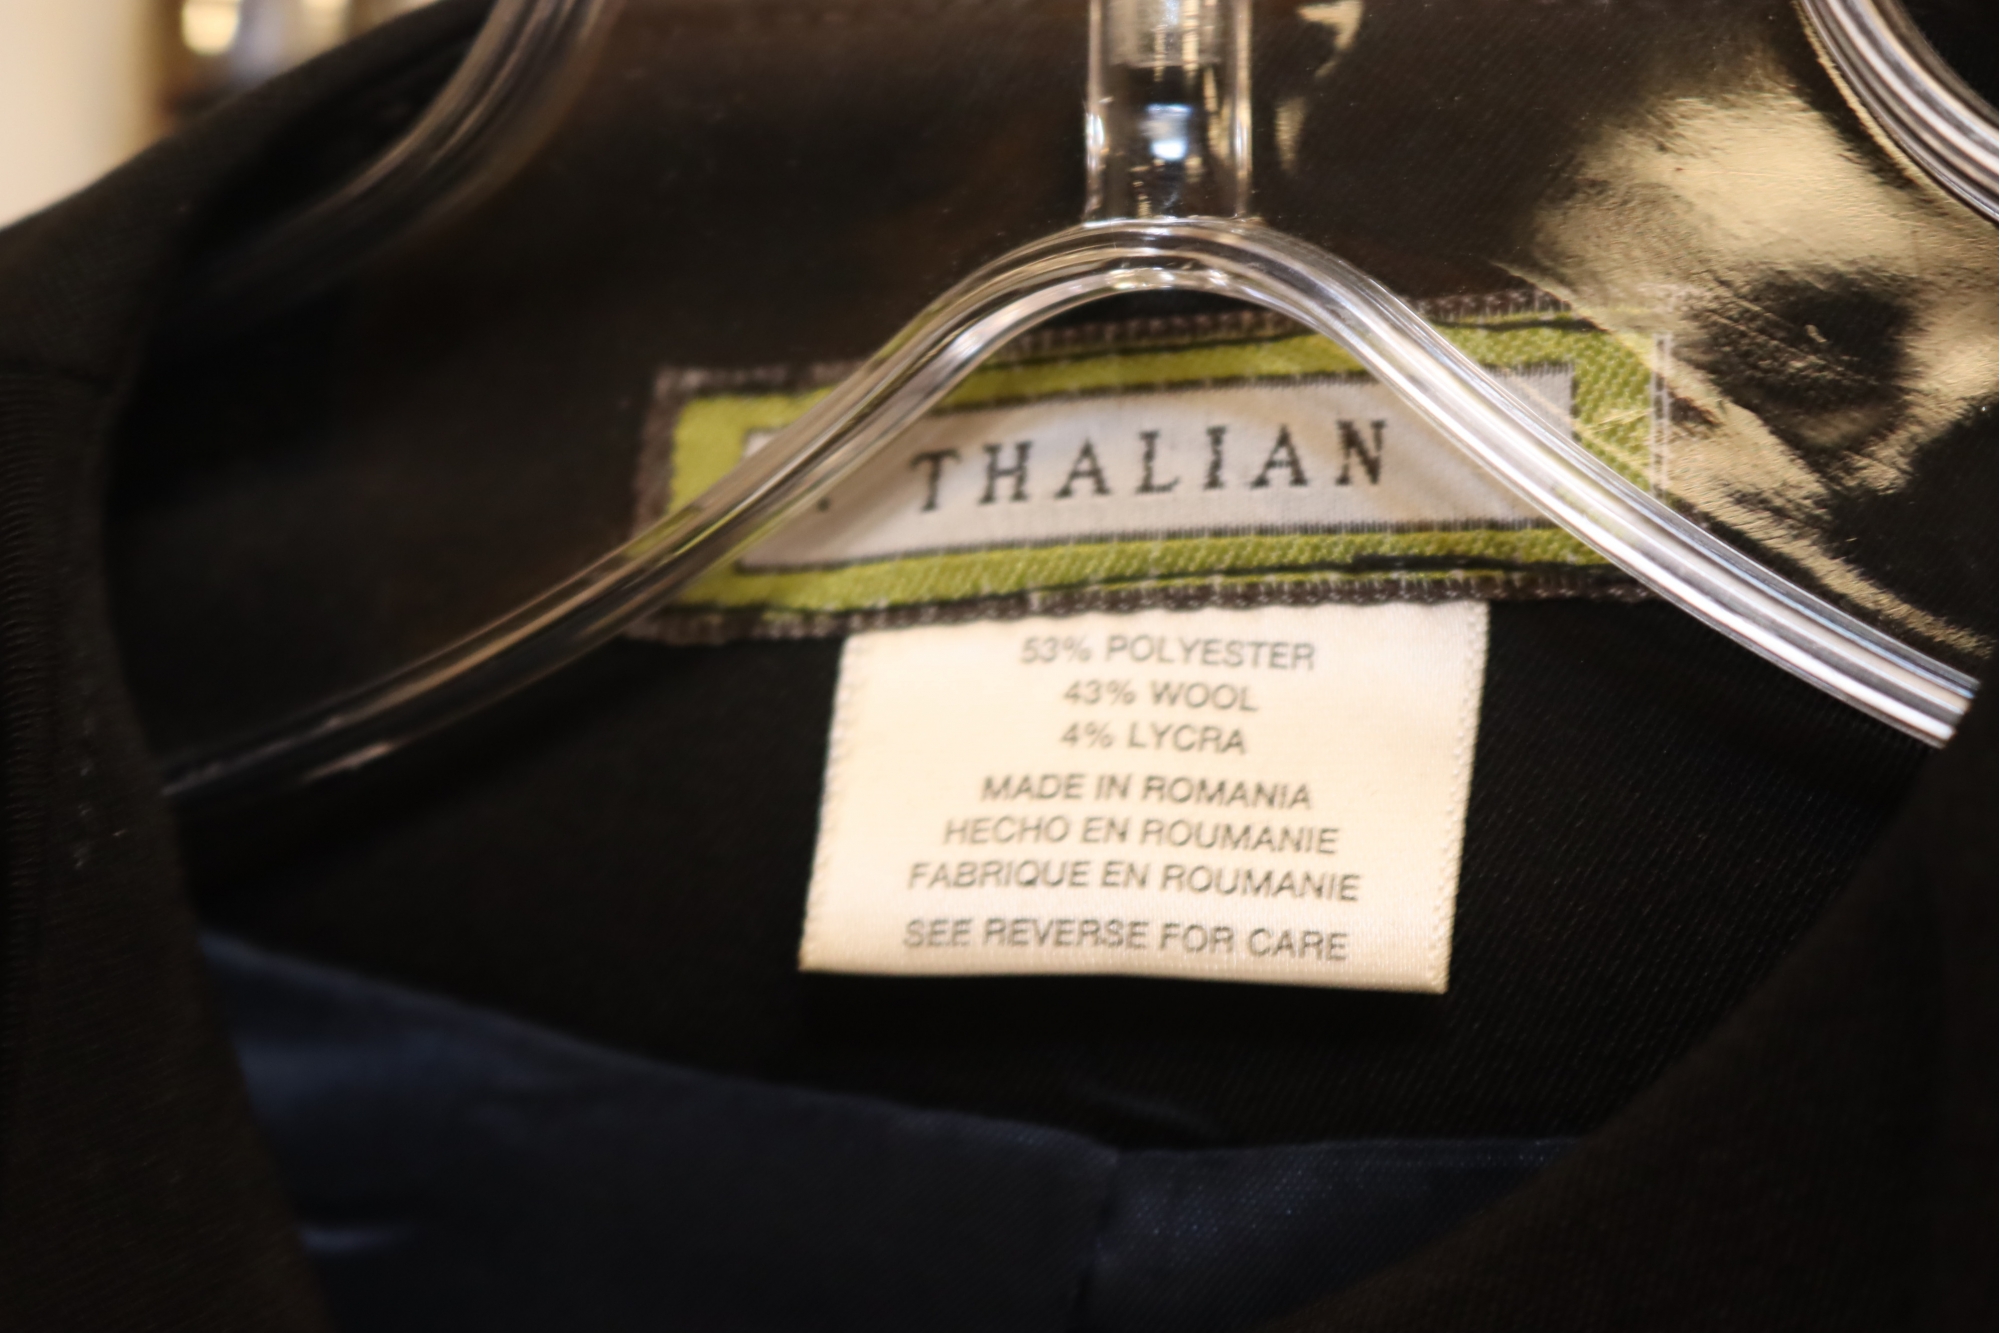 THALIAN
53% POLYESTER
43% WOOL
4% LYCRA
MADE IN ROMANIA
HECHO EN ROUMANIE
FABRIQUE EN ROUMANIE
SEE REVERSE FOR CARE